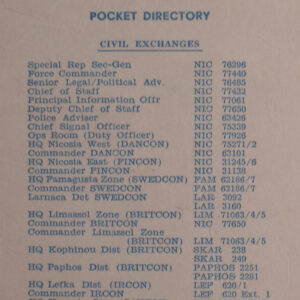 POCKET DIRECTORY
CIVIL EXCHANGES
Special Rep Sec-Gen NIC 76396
Force Commander NIC 77440
Senior Legal/Political Adv. NIC 76485
Chief of Staff NIC 77432
Principal Information Offr NIC 77061
Deputy Chief of Staff NIC 77650
Police Adviser NIC 63426
Chief Signal Officer NIC 75339
Ops Room (Duty Officer) NIC 77926
HQ Nicosia West (DANCON) NIC 75271/2
Commander DANCON NIC 63101
HQ Nicosia East (FINCON) NIC 31245/6
Commander FINCON NIC 31138
HQ Famagusta Zone (SWEDCON) FAM 62186/7
Commander SWEDCON FAM 62186/7
Larnaca Det SWEDCON LAR 3092
LAR 3160
HQ Limassol Zone (BRITCON) LIM 71063/4/5
Commander BRITCON NIC 77650
Commander Limassol Zone
(BRITCON) LIM 71063/4/5
HQ Kophinou Dist (BRITCON) SKAR 238
SKAR 249
HQ Paphos Dist (BRITCON) PAPHOS 2251
PAPHOS 2281
HQ Lefka Dist (IRCON) LEF 620/1
Commander IRCON LEF 620 Ext. 1